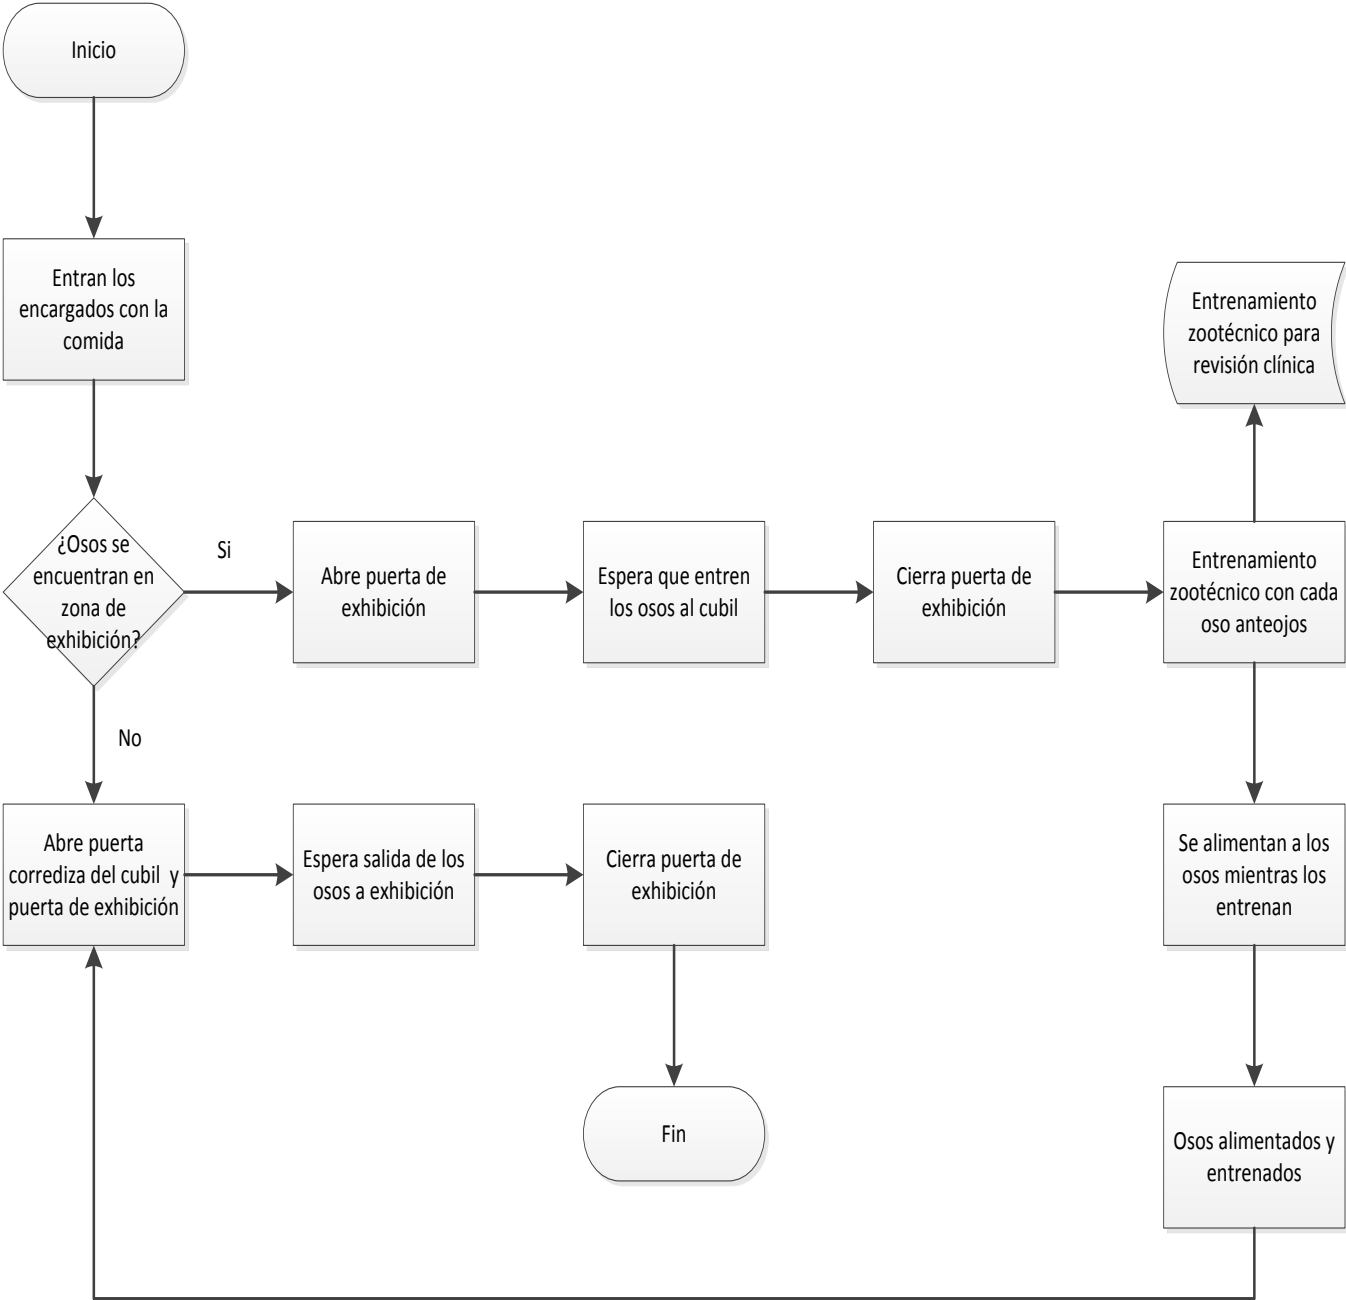 Inicio
Entran los
encargados con la
comida
Entrenamiento
zootécnico para
revisión clínica
¿Osos se
encuentran en
zona de
exhibición?
Si
Abre puerta de
exhibición
Espera que entren
los osos al cubil
Cierra puerta de
exhibición
Entrenamiento
zootécnico con cada
oso anteojos
No
Abre puerta
corrediza del cubil y
puerta de exhibición
Espera salida de los
osos a exhibición
Cierra puerta de
exhibición
Se alimentan a los
osos mientras los
entrenan
Fin
Osos alimentados y
entrenados